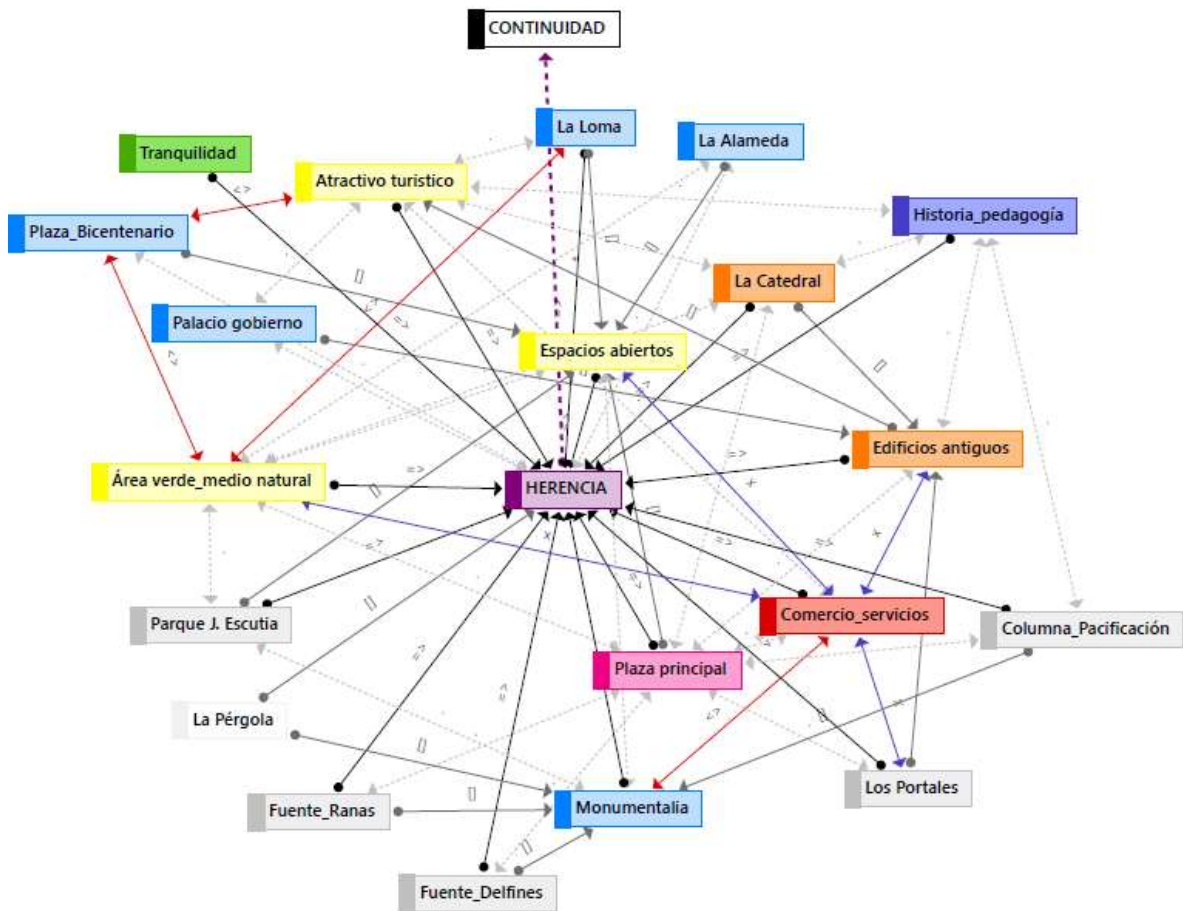 CONTINUIDAD
La Loma
La Alameda
Tranquilidad
Atractivo turistico
Historia_pedagogía
Plaza_Bicentenario
La Catedral
Palacio gobierno
Espacios abiertos
Edificios antiguos
Área verde_medio natural
HERENCIA
Comercio_servicios
Parque J. Escutia
Columna_Pacificación
Plaza principal
La Pérgola
Los Portales
Fuente_Ranas
Monumentalia
Fuente_Delfines